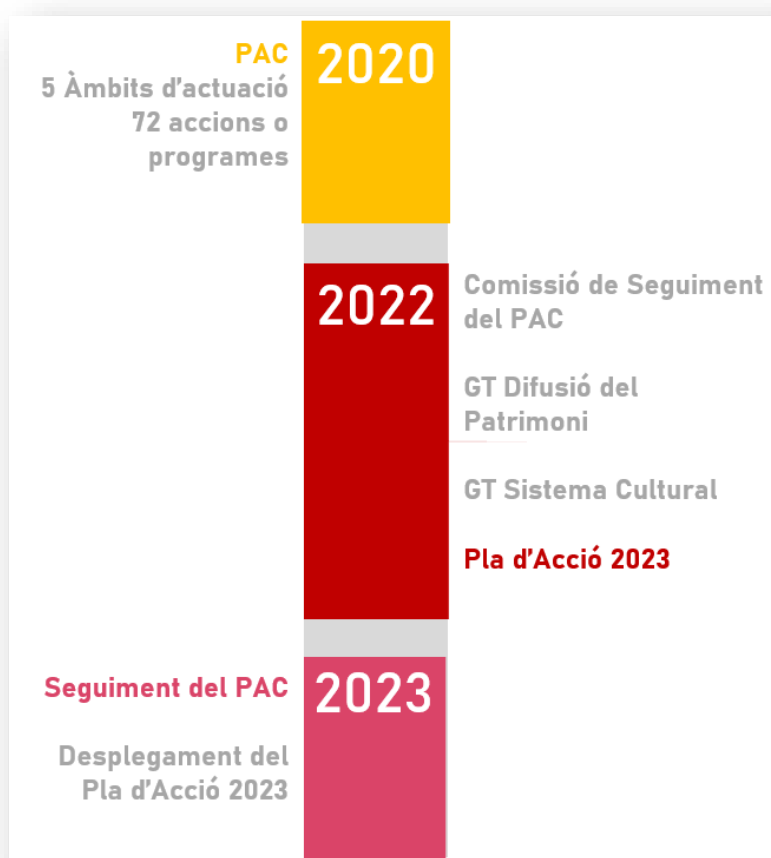 PAC
5 Àmbits d'actuació
72 accions o
programes
2020
2022
Comissió de Seguiment
del PAC
GT Difusió del
Patrimoni
GT Sistema Cultural
Pla d'Acció 2023
Seguiment del PAC
2023
Desplegament del
Pla d'Acció 2023